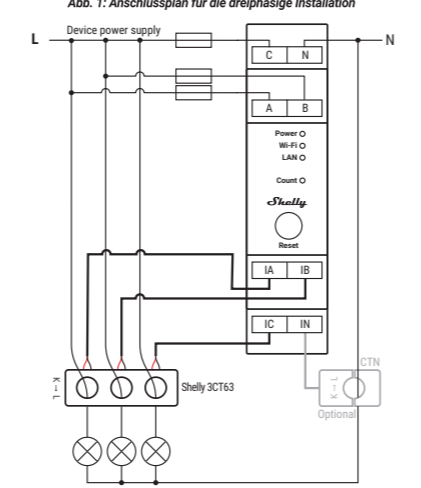 Abb. 1: Anschlussplan für die dreiphasige Installation
Device power supply
L
N
C N
A B
Power
Wi-Fi
LAN
Count
Shelly
Reset
IA IB
IC IN
CTN
K – L
Shelly 3CT63
K – L
Optional